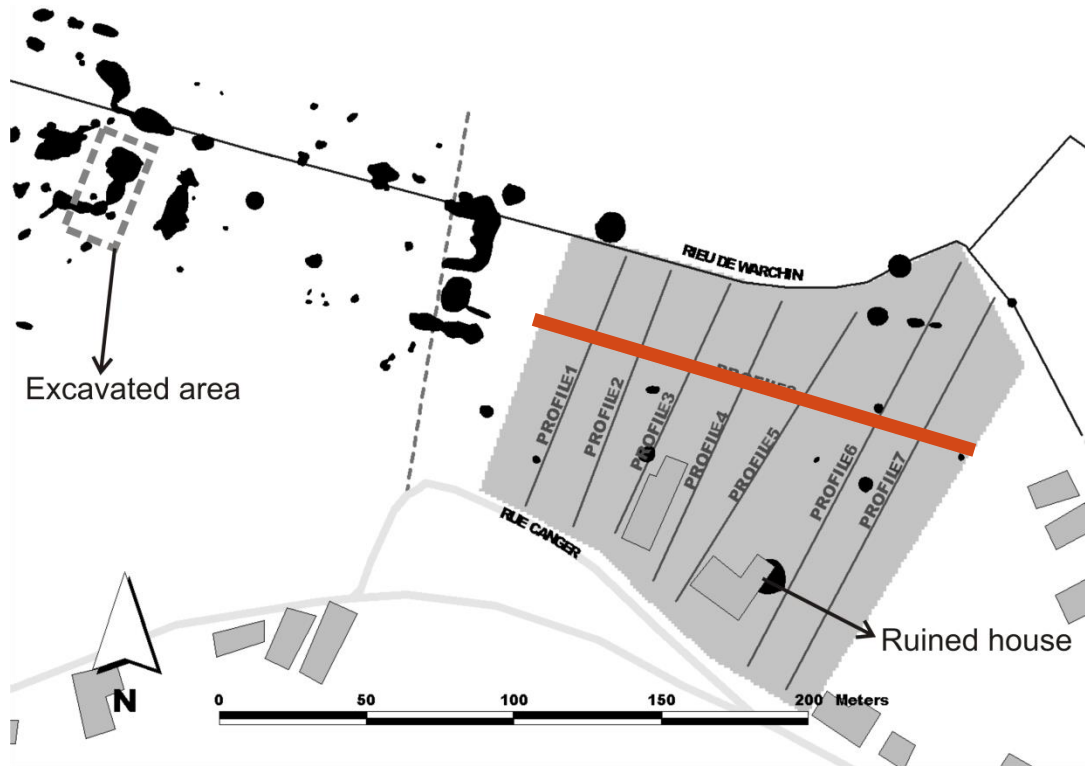 RIEU DE WARCHIN
Excavated area
PROFILE1
PROFILE2
PROFILE3
PROFILE4
PROFILE5
PROFILE6
PROFILE7
RUE CANGER
Ruined house
N
0 50 100 150 200 Meters